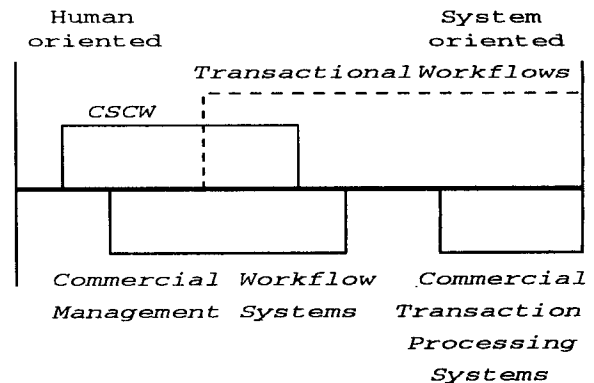 Human oriented
System oriented
Transactional Workflows
CSCW
Commercial Workflow
Management Systems
Commercial
Transaction
Processing
Systems